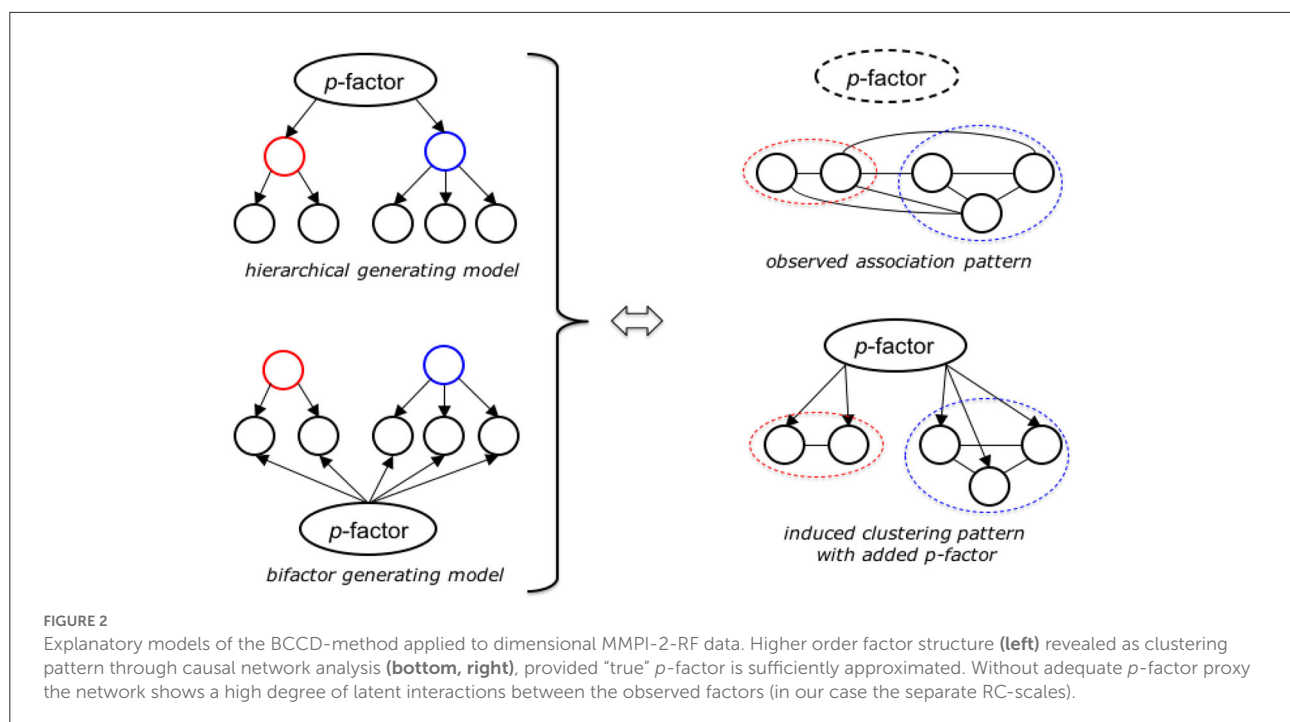 p-factor
hierarchical generating model
p-factor
bifactor generating model
p-factor
observed association pattern
p-factor
induced clustering pattern
with added p-factor
FIGURE 2
Explanatory models of the BCCD-method applied to dimensional MMPI-2-RF data. Higher order factor structure (left) revealed as clustering
pattern through causal network analysis (bottom, right), provided “true” p-factor is sufficiently approximated. Without adequate p-factor proxy
the network shows a high degree of latent interactions between the observed factors (in our case the separate RC-scales).